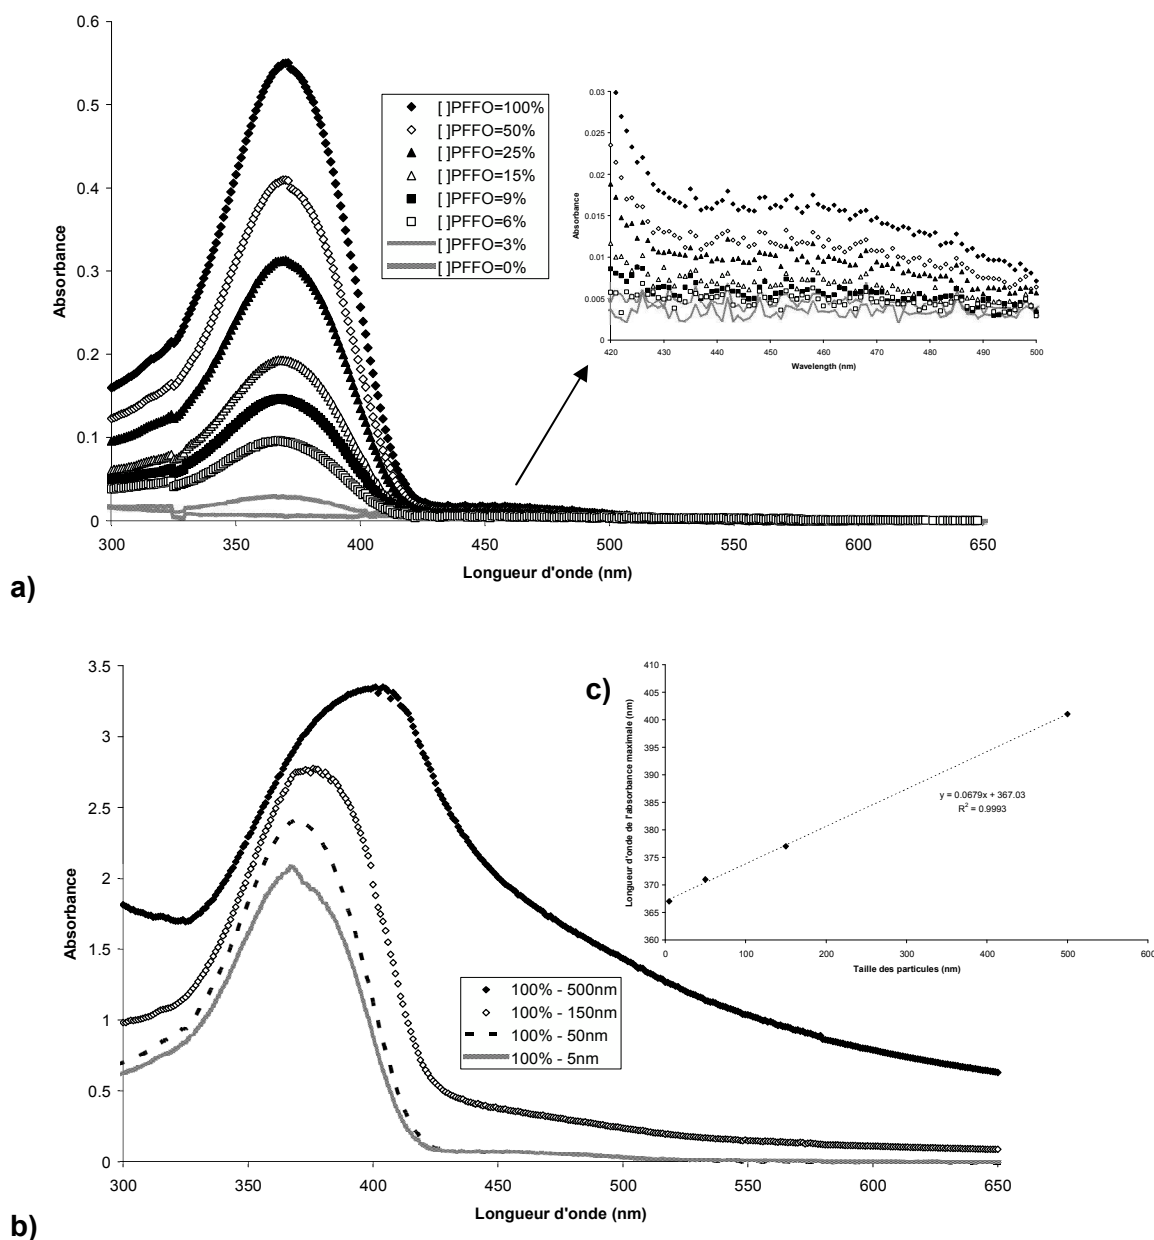 0.6
0.5
0.4
0.3
0.2
0.1
0
Absorbance
300
350
400
450
500
550
600
650
Longueur d'onde (nm)
[ ]PFFO=100%
[ ]PFFO=50%
[ ]PFFO=25%
[ ]PFFO=15%
[ ]PFFO=9%
[ ]PFFO=6%
[ ]PFFO=3%
[ ]PFFO=0%
0.03
0.025
0.02
0.015
0.01
0.005
0
Absorbance
420
430
440
450
460
470
480
490
500
Wavelength (nm)
a)
3.5
3
2.5
2
1.5
1
0.5
0
Absorbance
300
350
400
450
500
550
600
650
Longueur d'onde (nm)
100% - 500nm
100% - 150nm
100% - 50nm
100% - 5nm
b)
c)
410
405
400
395
390
385
380
375
370
365
360
Longueur d'onde de l'absorbance maximale (nm)
y = 0.0679x + 367.03
R2 = 0.9993
0
100
200
300
400
500
600
Taille des particules (nm)